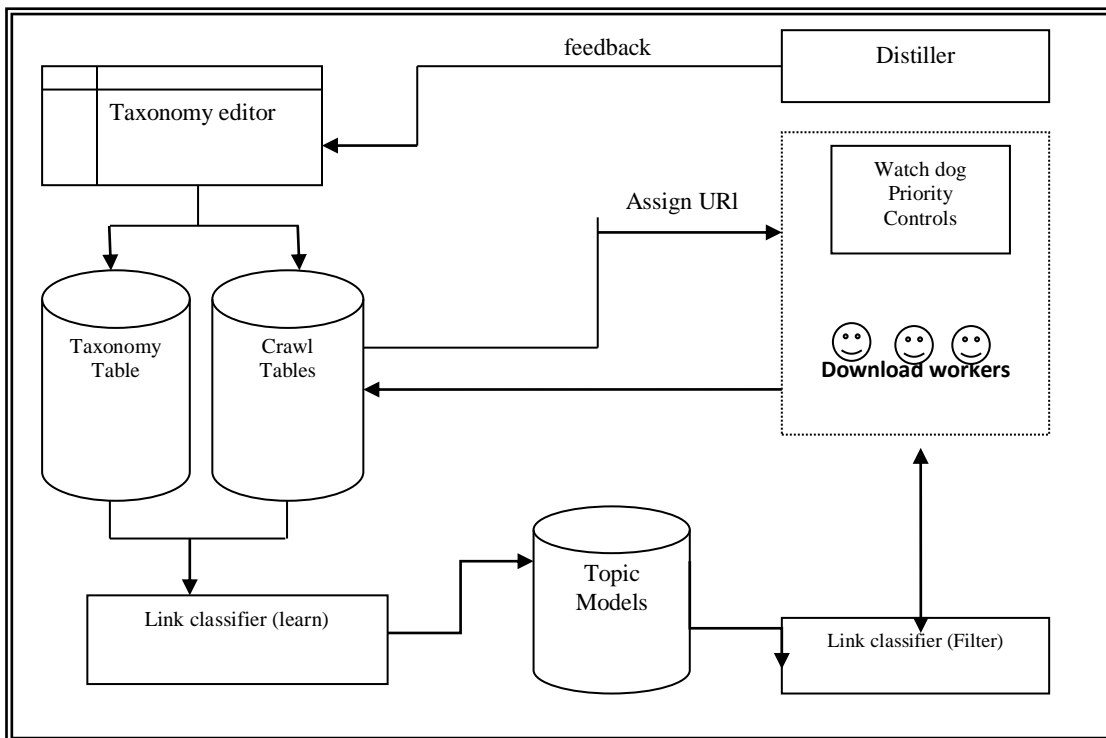 feedback
Distiller
Taxonomy editor
Watch dog
Priority
Controls
Assign URl
Taxonomy
Table
Crawl
Tables
Download workers
Topic
Models
Link classifier (learn)
Link classifier (Filter)